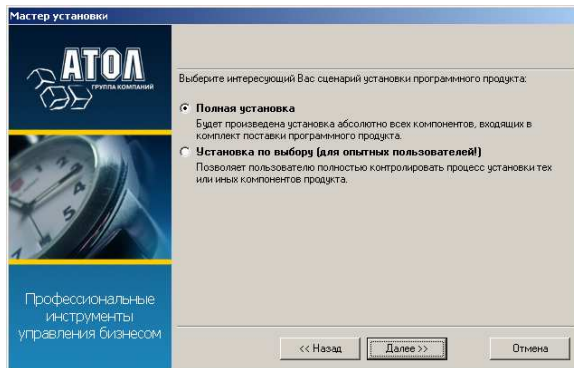 Мастер установки
АТОЛ
ГРУППА КОМПАНИЙ
Выберите интересующий Вас сценарий установки программного продукта:
Полная установка
Будет произведена установка абсолютно всех компонентов, входящих в
комплект поставки программного продукта.
Установка по выбору (для опытных пользователей!)
Позволяет пользователю полностью контролировать процесс установки тех
или иных компонентов продукта.
Профессиональные
инструменты
управления бизнесом
<< Назад
Далее >>
Отмена